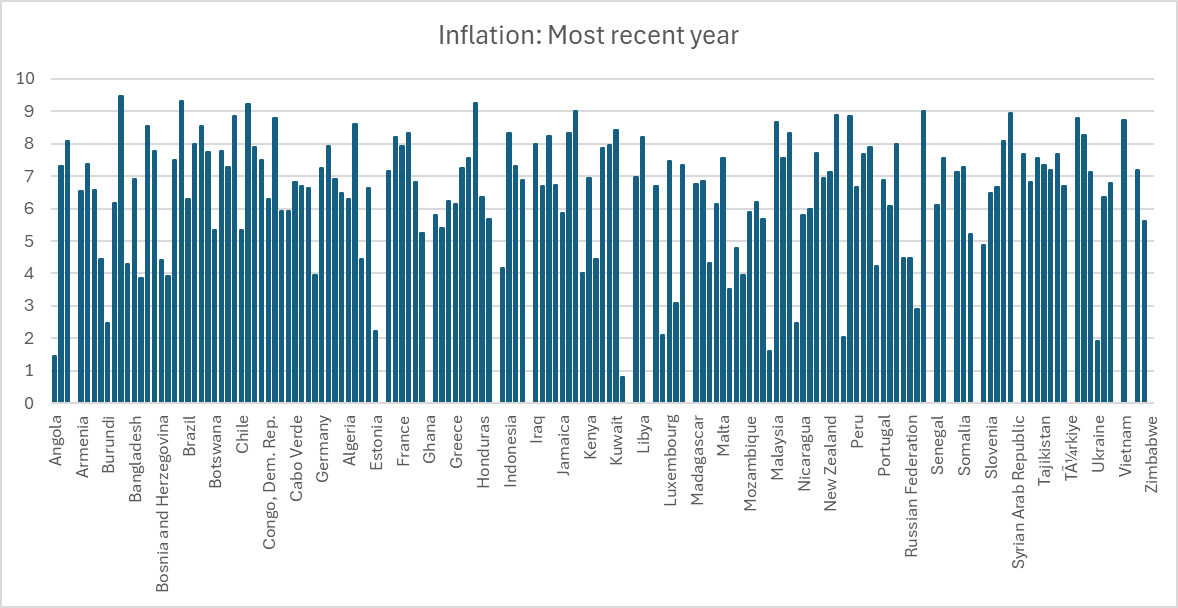 Inflation: Most recent year
10
9
8
7
6
5
4
3
2
1
0
Angola
Armenia
Burundi
Bangladesh
Bosnia and Herzegovina
Brazil
Botswana
Chile
Congo, Dem. Rep.
Cabo Verde
Germany
Algeria
Estonia
France
Ghana
Greece
Honduras
Indonesia
Iraq
Jamaica
Kenya
Kuwait
Libya
Luxembourg
Madagascar
Malta
Mozambique
Malaysia
Nicaragua
New Zealand
Peru
Portugal
Russian Federation
Senegal
Somalia
Slovenia
Syrian Arab Republic
Tajikistan
TÃ¼rkiye
Ukraine
Vietnam
Zimbabwe